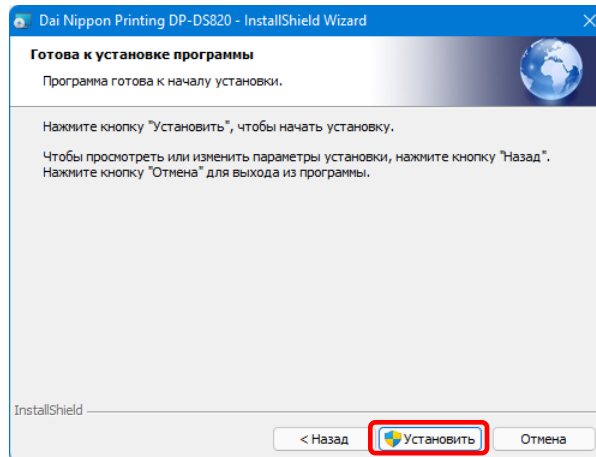 Dai Nippon Printing DP-DS820 - InstallShield Wizard
Готова к установке программы
Программа готова к началу установки.
Нажмите кнопку "Установить", чтобы начать установку.
Чтобы просмотреть или изменить параметры установки, нажмите кнопку "Назад".
Нажмите кнопку "Отмена" для выхода из программы.
InstallShield
< Назад
Установить
Отмена